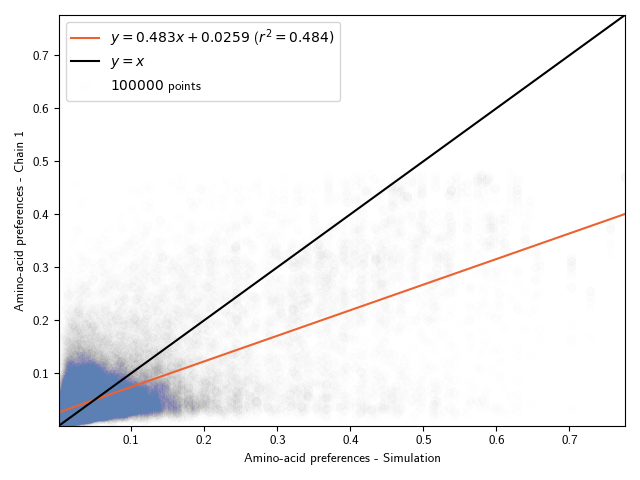 y = 0.483x + 0.0259 (r² = 0.484)
y = x
100000 points
0.7
0.6
0.5
0.4
0.3
0.2
0.1
Amino-acid preferences - Chain 1
0.1 0.2 0.3 0.4 0.5 0.6 0.7
Amino-acid preferences - Simulation